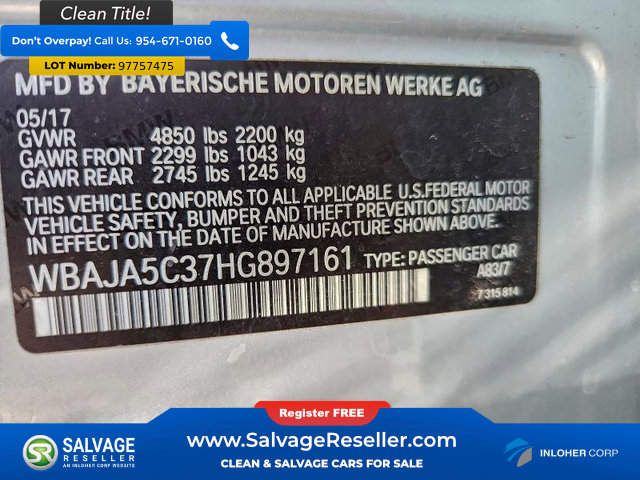 Clean Title!
Don't Overpay! Call Us: 954-671-0160
LOT Number: 97757475
MFD BY BAYERISCHE MOTOREN WERKE AG
05/17
GVWR 4850 lbs 2200 kg
GAWR FRONT 2299 lbs 1043 kg
GAWR REAR 2745 lbs 1245 kg
THIS VEHICLE CONFORMS TO ALL APPLICABLE U.S.FEDERAL MOTOR
VEHICLE SAFETY, BUMPER AND THEFT PREVENTION STANDARDS
IN EFFECT ON THE DATE OF MANUFACTURE SHOWN ABOVE.
WBAJA5C37HG897161 TYPE: PASSENGER CAR
A83/7
7 315 814
Register FREE
SALVAGE
RESELLER
AN INLOHER CORP WEBSITE
www.SalvageReseller.com
CLEAN & SALVAGE CARS FOR SALE
INLOHER CORP